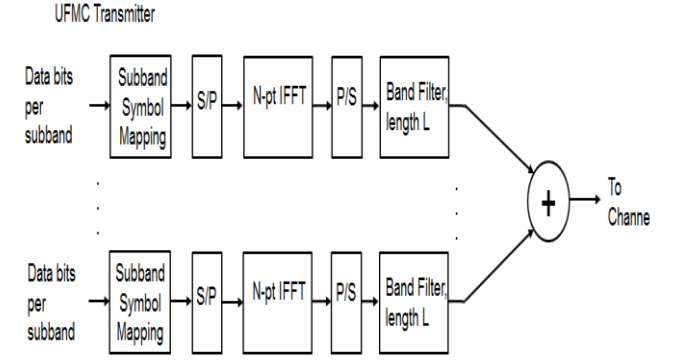 UFMC Transmitter
Data bits
per
subband
Subband
Symbol
Mapping
S/P
N-pt IFFT
P/S
Band Filter,
length L
+
To
Channe
Data bits
per
subband
Subband
Symbol
Mapping
S/P
N-pt IFFT
P/S
Band Filter,
length L